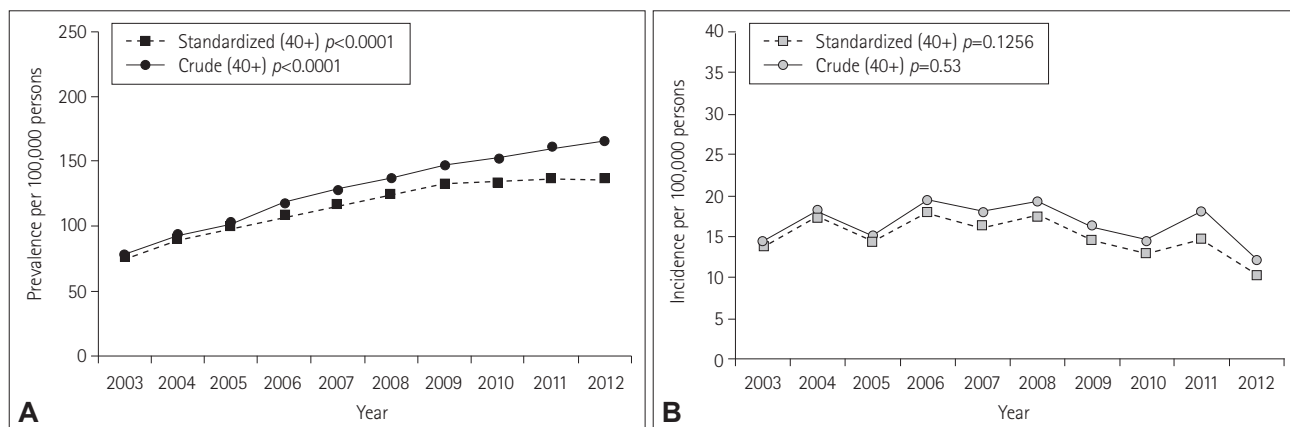 250
200
150
100
50
0
Prevalence per 100,000 persons
Standardized (40+) p<0.0001
Crude (40+) p<0.0001
2003 2004 2005 2006 2007 2008 2009 2010 2011 2012
Year
A
40
35
30
25
20
15
10
5
0
Incidence per 100,000 persons
Standardized (40+) p=0.1256
Crude (40+) p=0.53
2003 2004 2005 2006 2007 2008 2009 2010 2011 2012
Year
B